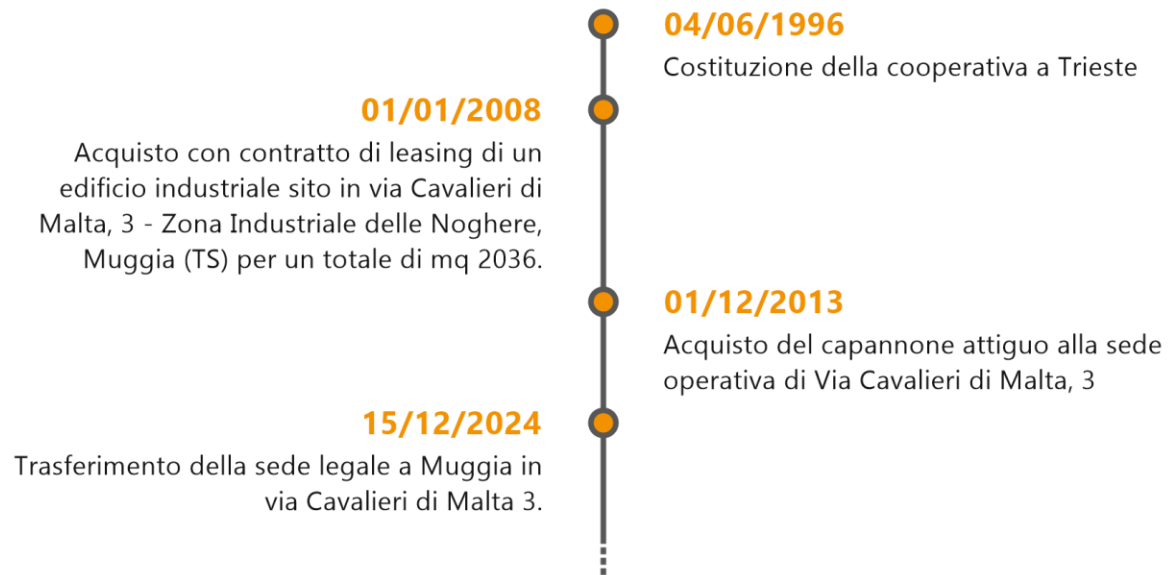 04/06/1996
Costituzione della cooperativa a Trieste
01/01/2008
Acquisto con contratto di leasing di un
edificio industriale sito in via Cavalieri di
Malta, 3 - Zona Industriale delle Noghere,
Muggia (TS) per un totale di mq 2036.
01/12/2013
Acquisto del capannone attiguo alla sede
operativa di Via Cavalieri di Malta, 3
15/12/2024
Trasferimento della sede legale a Muggia in
via Cavalieri di Malta 3.